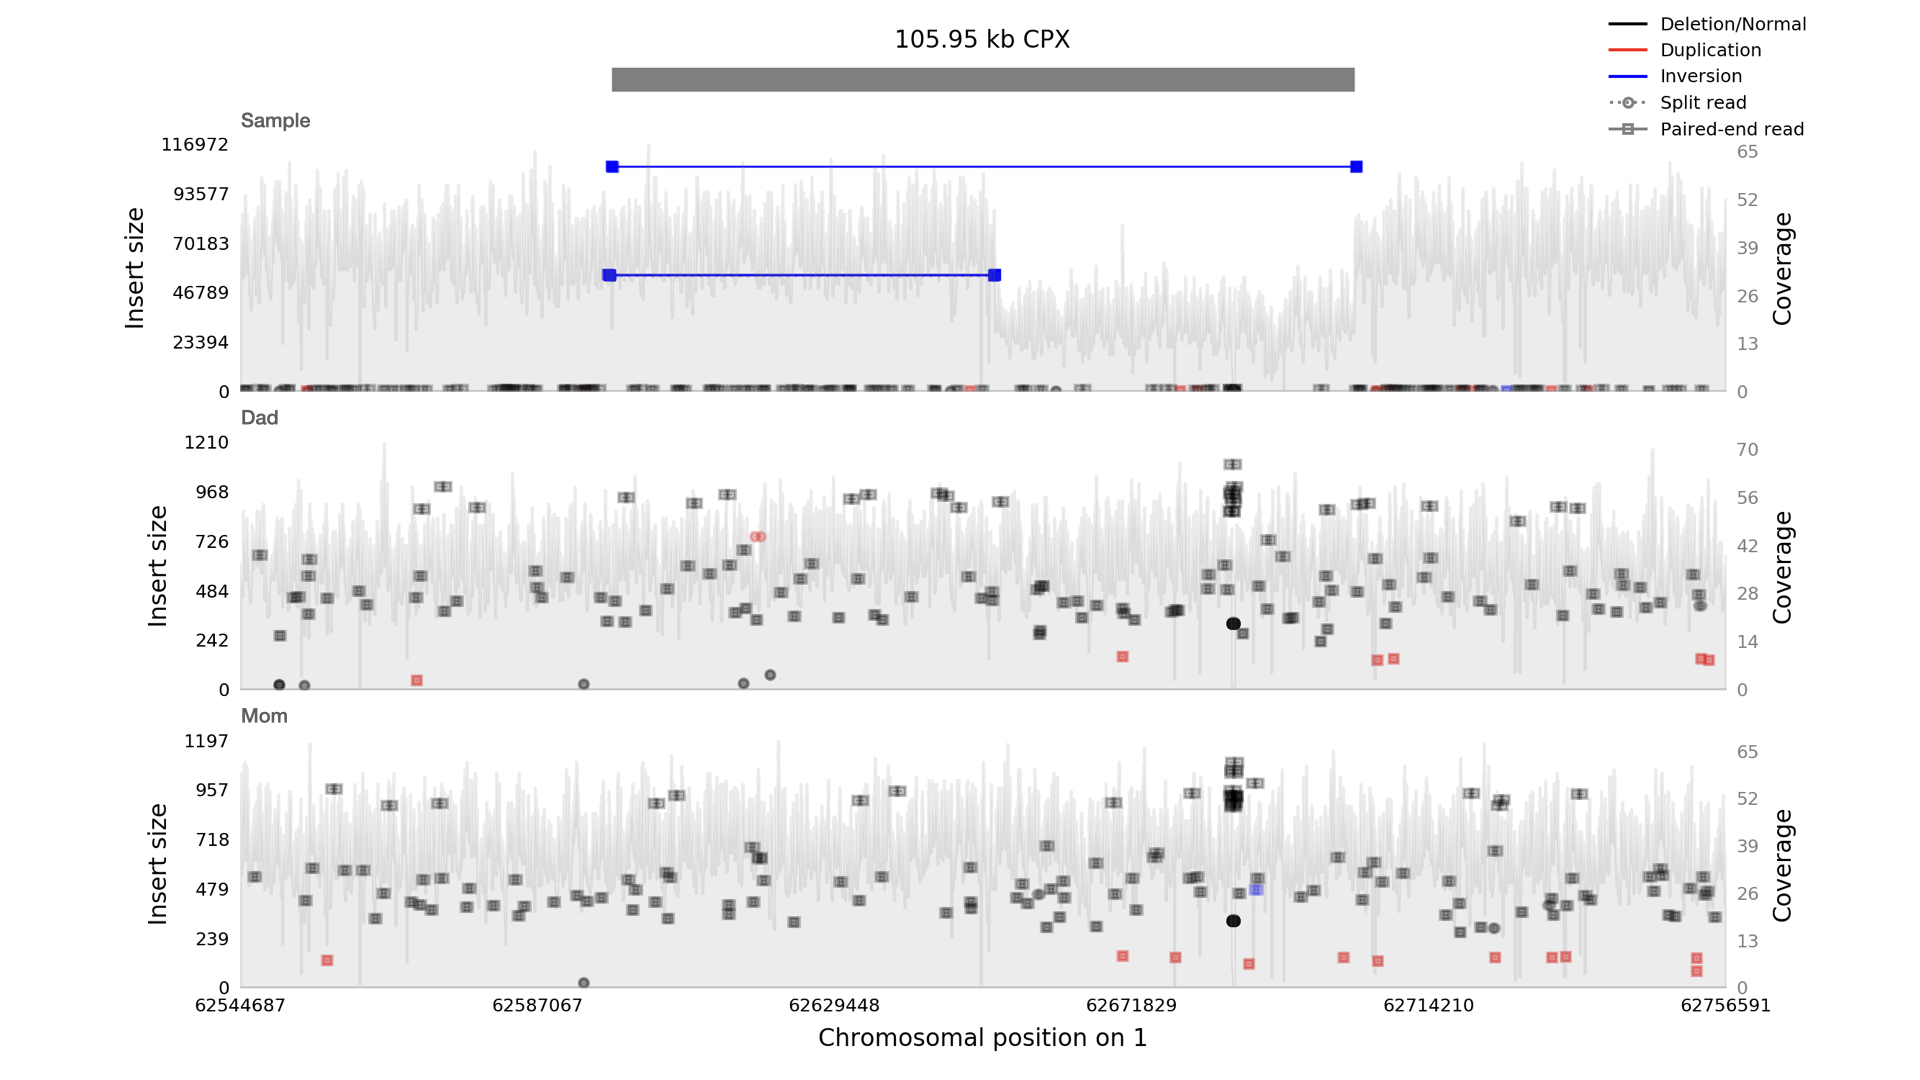 105.95 kb CPX
Deletion/Normal
Duplication
Inversion
Split read
Paired-end read
Sample
116972
93577
70183
46789
23394
0
Insert size
65
52
39
26
13
0
Coverage
Dad
1210
968
726
484
242
0
Insert size
70
56
42
28
14
0
Coverage
Mom
1197
957
718
479
239
0
Insert size
65
52
39
26
13
0
Coverage
62544687 62587067 62629448 62671829 62714210 62756591
Chromosomal position on 1